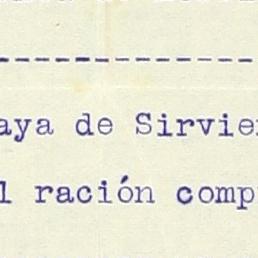 ---------------
aya de Sirvien
l ración comp